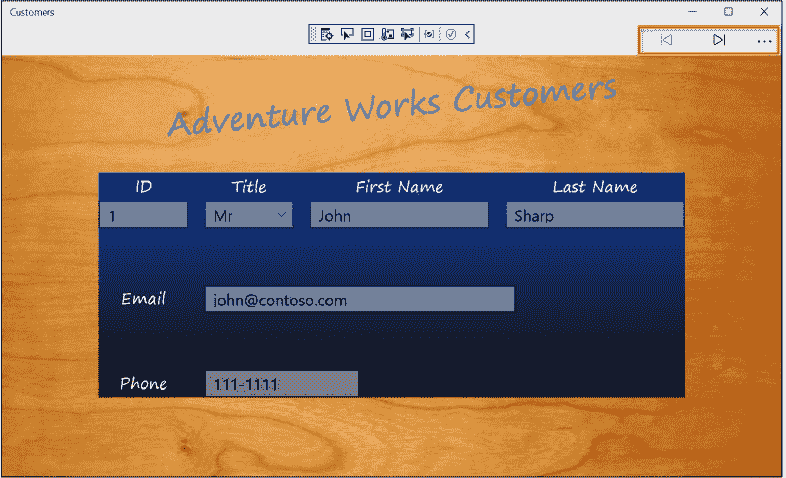 Customers
Adventure Works Customers
ID Title First Name Last Name
1 Mr John Sharp
Email john@contoso.com
Phone 111-1111